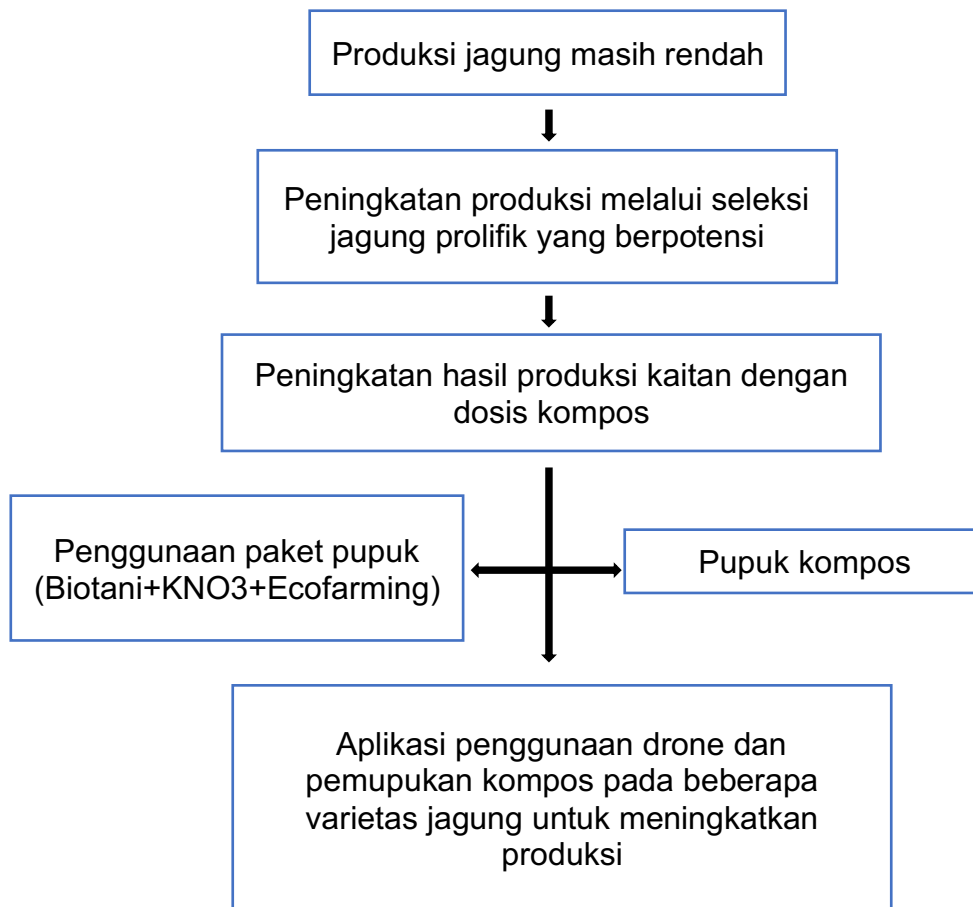 Produksi jagung masih rendah
Peningkatan produksi melalui seleksi
jagung prolifik yang berpotensi
Peningkatan hasil produksi kaitan dengan
dosis kompos
Penggunaan paket pupuk
(Biotani+KNO3+Ecofarming)
Pupuk kompos
Aplikasi penggunaan drone dan
pemupukan kompos pada beberapa
varietas jagung untuk meningkatkan
produksi